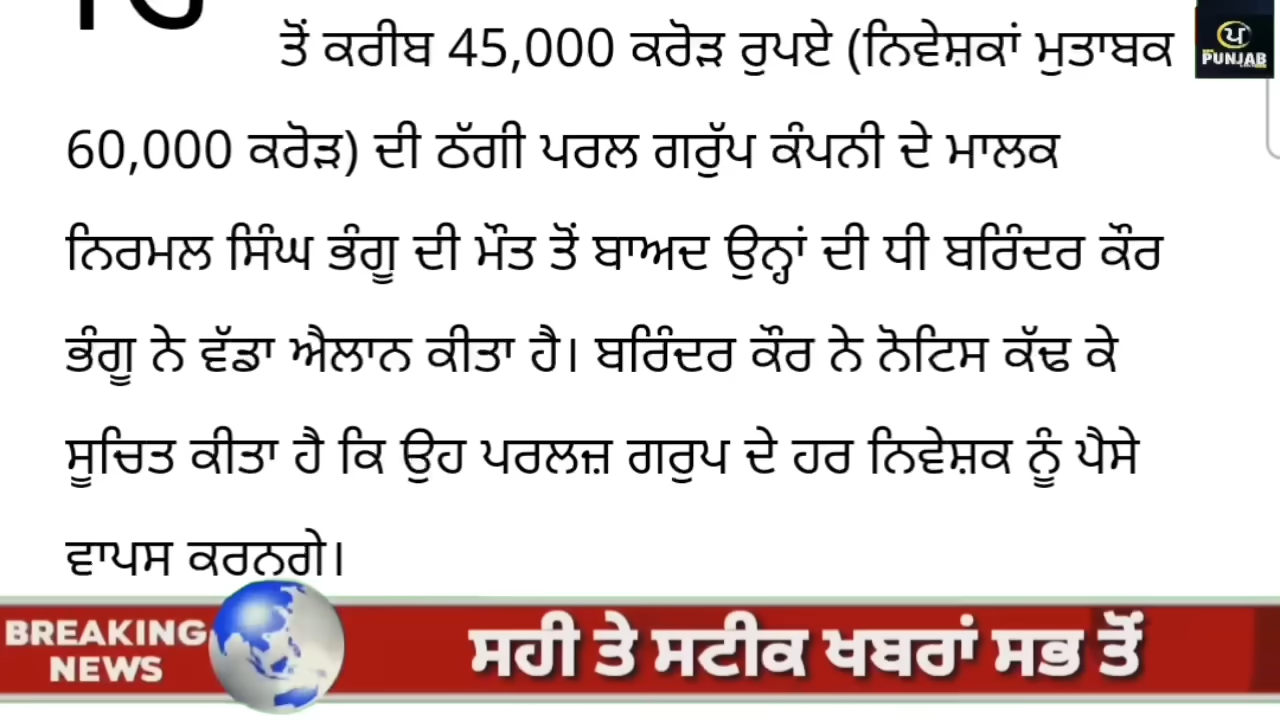 ਤੋਂ ਕਰੀਬ 45,000 ਕਰੋੜ ਰੁਪਏ (ਨਿਵੇਸ਼ਕਾਂ ਮੁਤਾਬਕ
60,000 ਕਰੋੜ) ਦੀ ਠੱਗੀ ਪਰਲ ਗਰੁੱਪ ਕੰਪਨੀ ਦੇ ਮਾਲਕ
ਨਿਰਮਲ ਸਿੰਘ ਭੰਗੂ ਦੀ ਮੌਤ ਤੋਂ ਬਾਅਦ ਉਨ੍ਹਾਂ ਦੀ ਧੀ ਬਰਿੰਦਰ ਕੌਰ
ਭੰਗੂ ਨੇ ਵੱਡਾ ਐਲਾਨ ਕੀਤਾ ਹੈ। ਬਰਿੰਦਰ ਕੌਰ ਨੇ ਨੋਟਿਸ ਕੱਢ ਕੇ
ਸੂਚਿਤ ਕੀਤਾ ਹੈ ਕਿ ਉਹ ਪਰਲਜ਼ ਗਰੁਪ ਦੇ ਹਰ ਨਿਵੇਸ਼ਕ ਨੂੰ ਪੈਸੇ
ਵਾਪਸ ਕਰਨਗੇ।
ਪ
PUNJAB
BREAKING
NEWS
ਸਹੀ ਤੇ ਸਟੀਕ ਖਬਰਾਂ ਸਭ ਤੋਂ